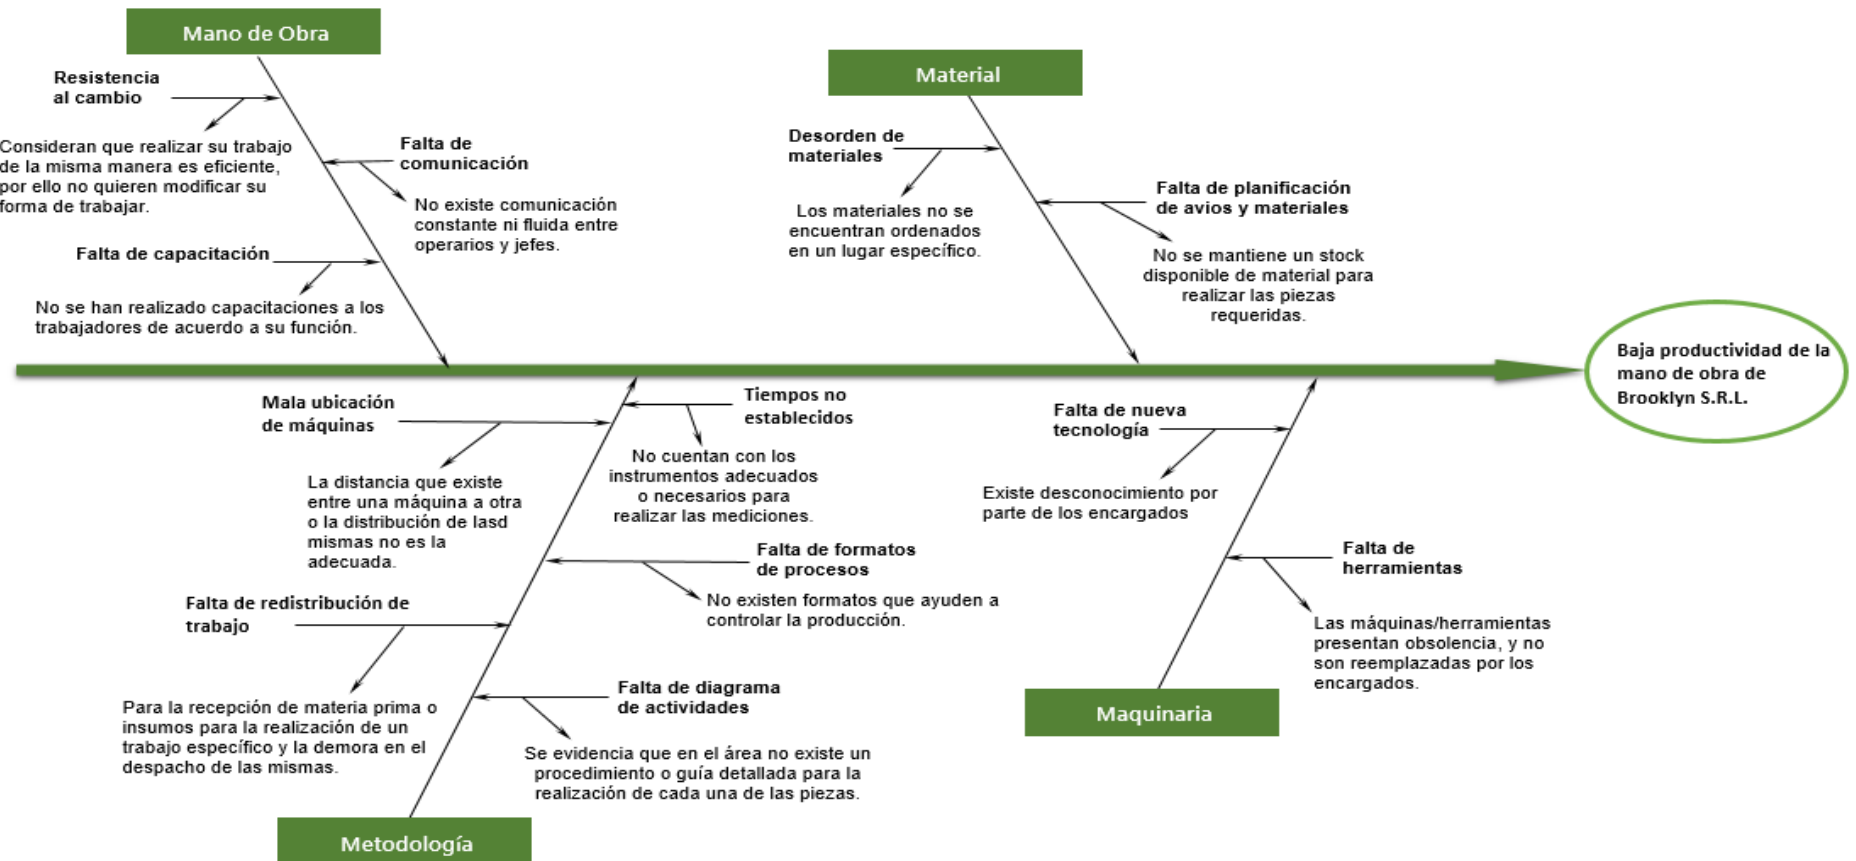 Mano de Obra
Resistencia
al cambio
Consideran que realizar su trabajo
de la misma manera es eficiente,
por ello no quieren modificar su
forma de trabajar.
Falta de
comunicación
No existe comunicación
constante ni fluida entre
operarios y jefes.
Falta de capacitación
No se han realizado capacitaciones a los
trabajadores de acuerdo a su función.
Material
Desorden de
materiales
Los materiales no se
encuentran ordenados
en un lugar específico.
Falta de planificación
de avios y materiales
No se mantiene un stock
disponible de material para
realizar las piezas
requeridas.
Baja productividad de la
mano de obra de
Brooklyn S.R.L.
Mala ubicación
de máquinas
La distancia que existe
entre una máquina a otra
o la distribución de lasd
mismas no es la
adecuada.
Tiempos no
establecidos
No cuentan con los
instrumentos adecuados
o necesarios para
realizar las mediciones.
Falta de formatos
de procesos
No existen formatos que ayuden a
controlar la producción.
Falta de redistribución de
trabajo
Para la recepción de materia prima o
insumos para la realización de un
trabajo específico y la demora en el
despacho de las mismas.
Falta de diagrama
de actividades
Se evidencia que en el área no existe un
procedimiento o guía detallada para la
realización de cada una de las piezas.
Metodología
Falta de nueva
tecnología
Existe desconocimiento por
parte de los encargados
Falta de
herramientas
Las máquinas/herramientas
presentan obsolencia, y no
son reemplazadas por los
encargados.
Maquinaria